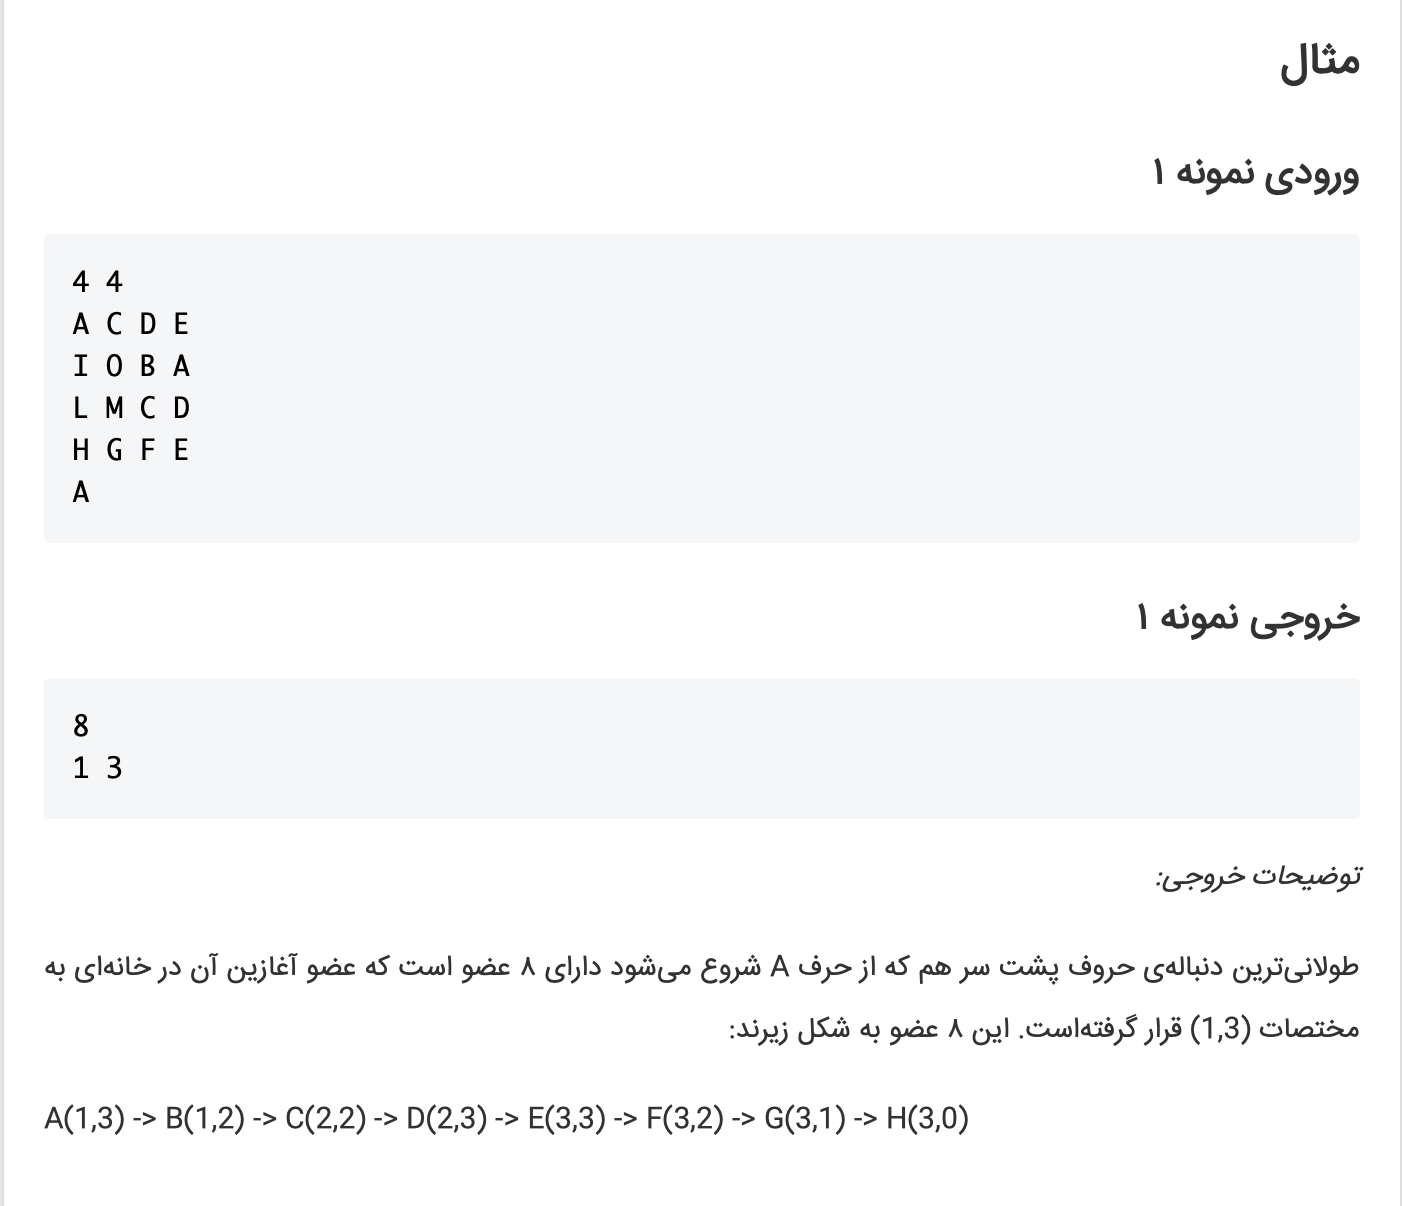 مثال
ورودی نمونه ۱
4 4
A C D E
I O B A
L M C D
H G F E
A
خروجی نمونه ۱
8
1 3
توضیحات خروجی:
طولانی‌ترین دنباله‌ی حروف پشت سر هم که از حرف A شروع می‌شود دارای ۸ عضو است که عضو آغازین آن در خانه‌ای به
مختصات (1,3) قرار گرفته‌است. این ۸ عضو به شکل زیرند:
A(1,3) -> B(1,2) -> C(2,2) -> D(2,3) -> E(3,3) -> F(3,2) -> G(3,1) -> H(3,0)